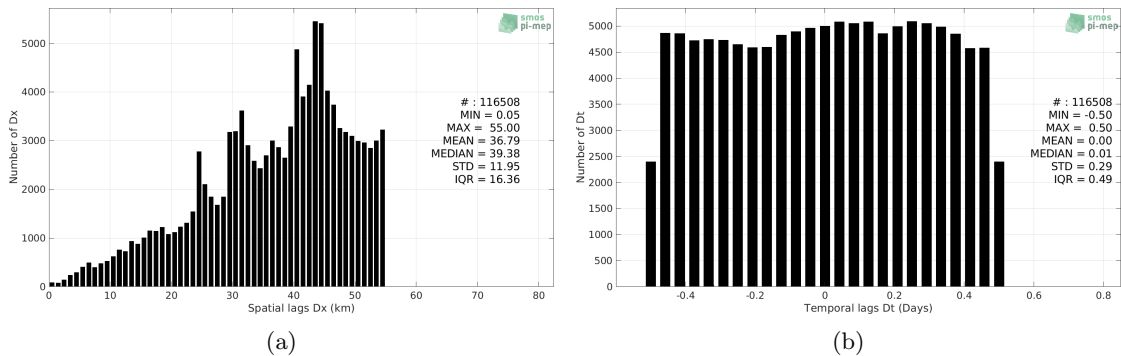 smos
pi-mep
5000
4000
3000
2000
1000
0
Number of Dx
# : 116508
MIN = 0.05
MAX = 55.00
MEAN = 36.79
MEDIAN = 39.38
STD = 11.95
IQR = 16.36
0 10 20 30 40 50 60 70 80
Spatial lags Dx (km)
(a)
smos
pi-mep
5000
4500
4000
3500
3000
2500
2000
1500
1000
500
0
Number of Dt
# : 116508
MIN = -0.50
MAX = 0.50
MEAN = 0.00
MEDIAN = 0.01
STD = 0.29
IQR = 0.49
-0.4 -0.2 0 0.2 0.4 0.6 0.8
Temporal lags Dt (Days)
(b)